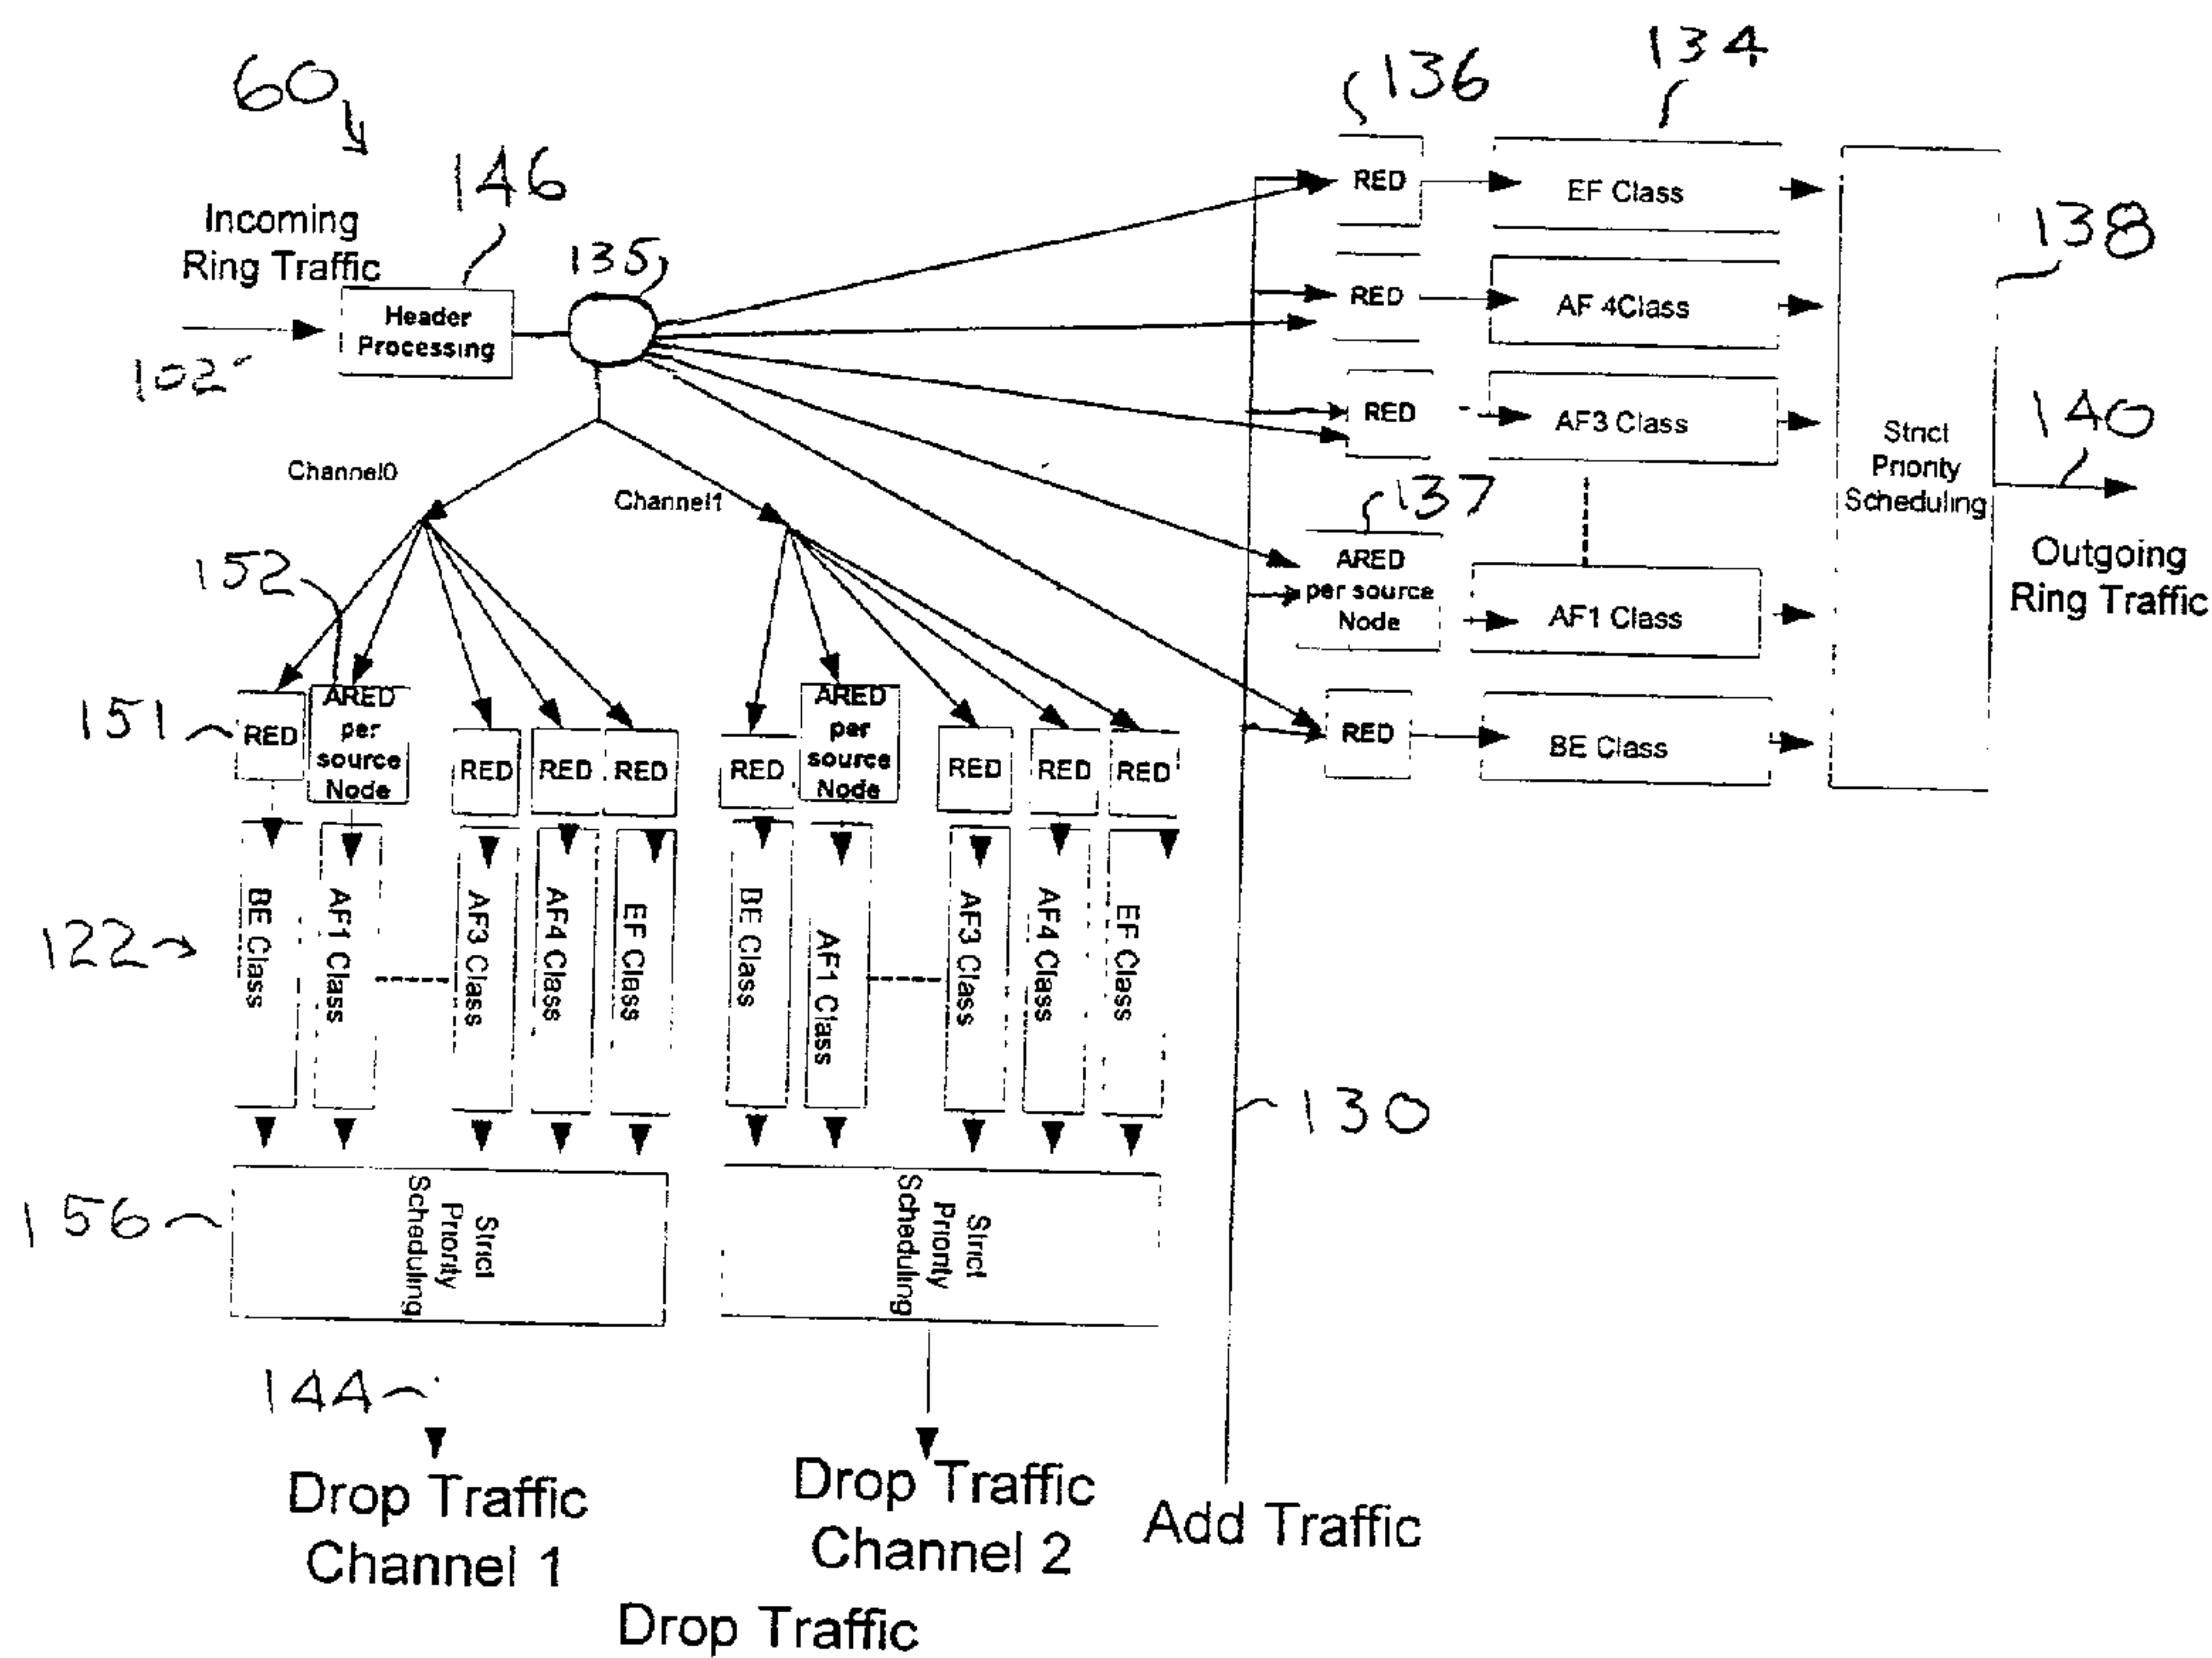 60
146
Incoming
Ring Traffic
102
Header
Processing
135
136
134
RED
EF Class
138
RED
AF 4Class
RED
AF3 Class
Strict
Priority
Scheduling
140
Outgoing
Ring Traffic
137
ARED
per source
Node
AF1 Class
RED
BE Class
Channel0
Channel1
152
151
RED
ARED
per
source
Node
RED
RED
RED
RED
ARED
per
source
Node
RED
RED
RED
122
BE Class
AF1 Class
AF3 Class
AF4 Class
EF Class
BE Class
AF1 Class
AF3 Class
AF4 Class
EF Class
130
156
Strict
Priority
Scheduling
Strict
Priority
Scheduling
144
Drop Traffic
Channel 1
Drop Traffic
Channel 2
Add Traffic
Drop Traffic